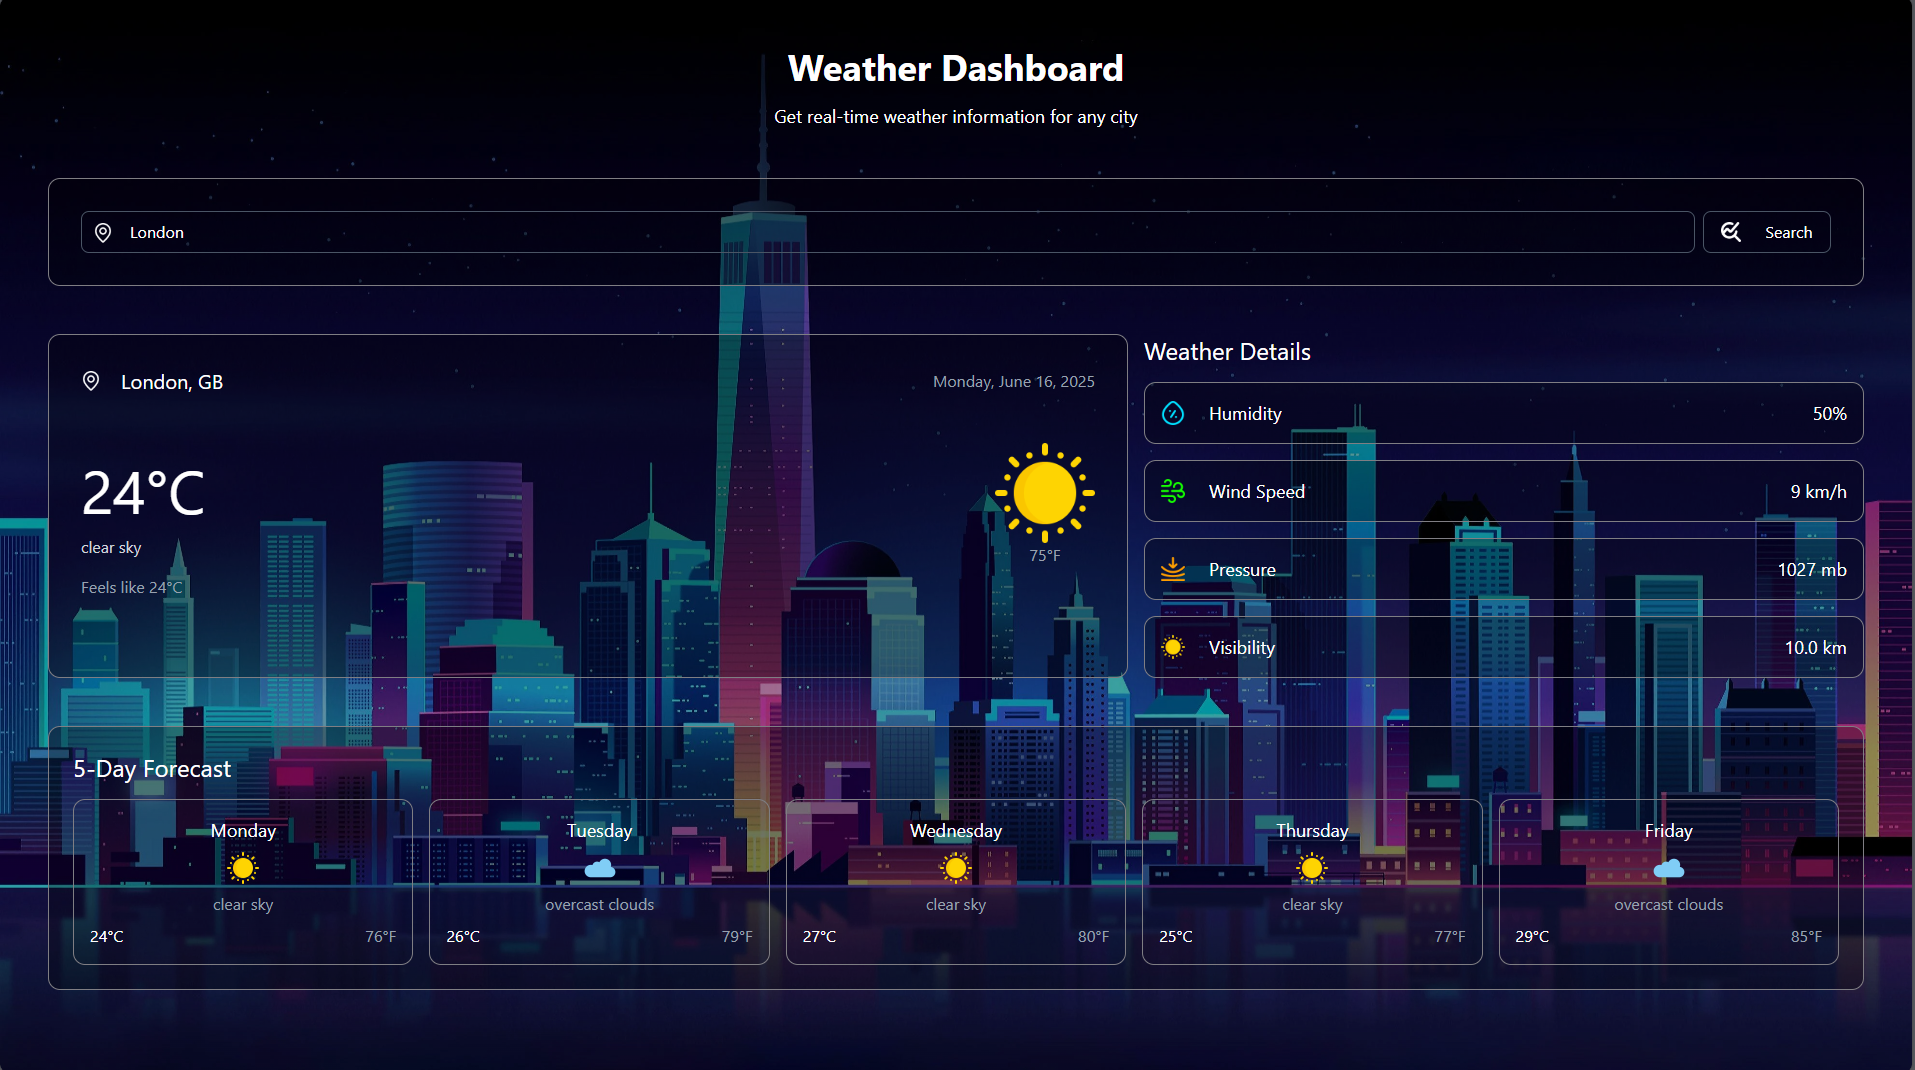 Weather Dashboard
Get real-time weather information for any city
London
Search
London, GB
Monday, June 16, 2025
24°C
clear sky
Feels like 24°C
75°F
Weather Details
Humidity 50%
Wind Speed 9 km/h
Pressure 1027 mb
Visibility 10.0 km
5-Day Forecast
Monday
clear sky
24°C 76°F
Tuesday
overcast clouds
26°C 79°F
Wednesday
clear sky
27°C 80°F
Thursday
clear sky
25°C 77°F
Friday
overcast clouds
29°C 85°F